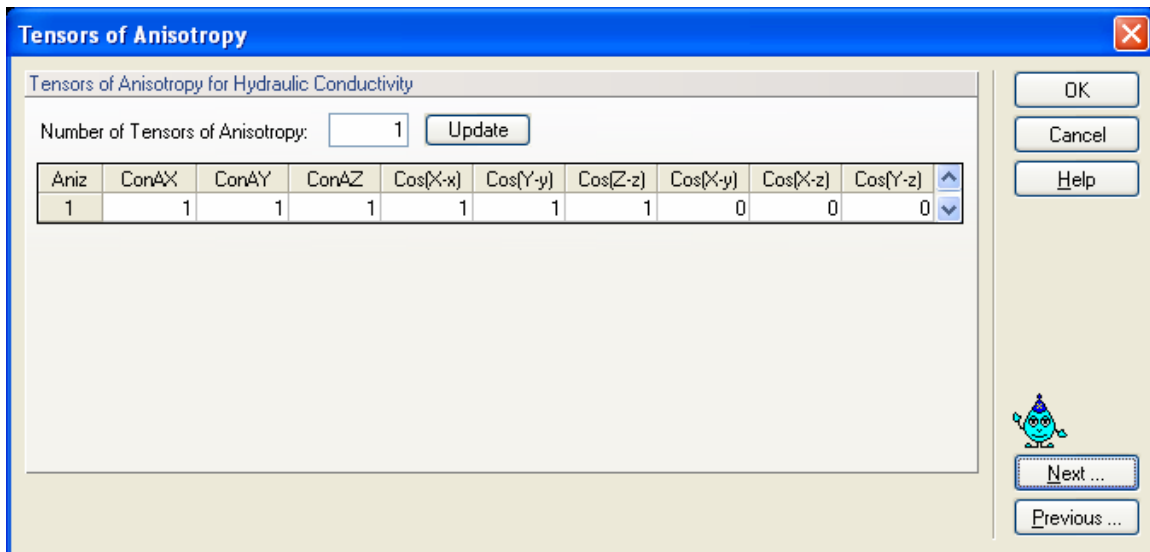 Tensors of Anisotropy
Tensors of Anisotropy for Hydraulic Conductivity
Number of Tensors of Anisotropy: 1 Update
Aniz ConAX ConAY ConAZ Cos(X-x) Cos(Y-y) Cos(Z-z) Cos(X-y) Cos(X-z) Cos(Y-z)
1 1 1 1 1 1 1 0 0 0
OK
Cancel
Help
Next ...
Previous ...